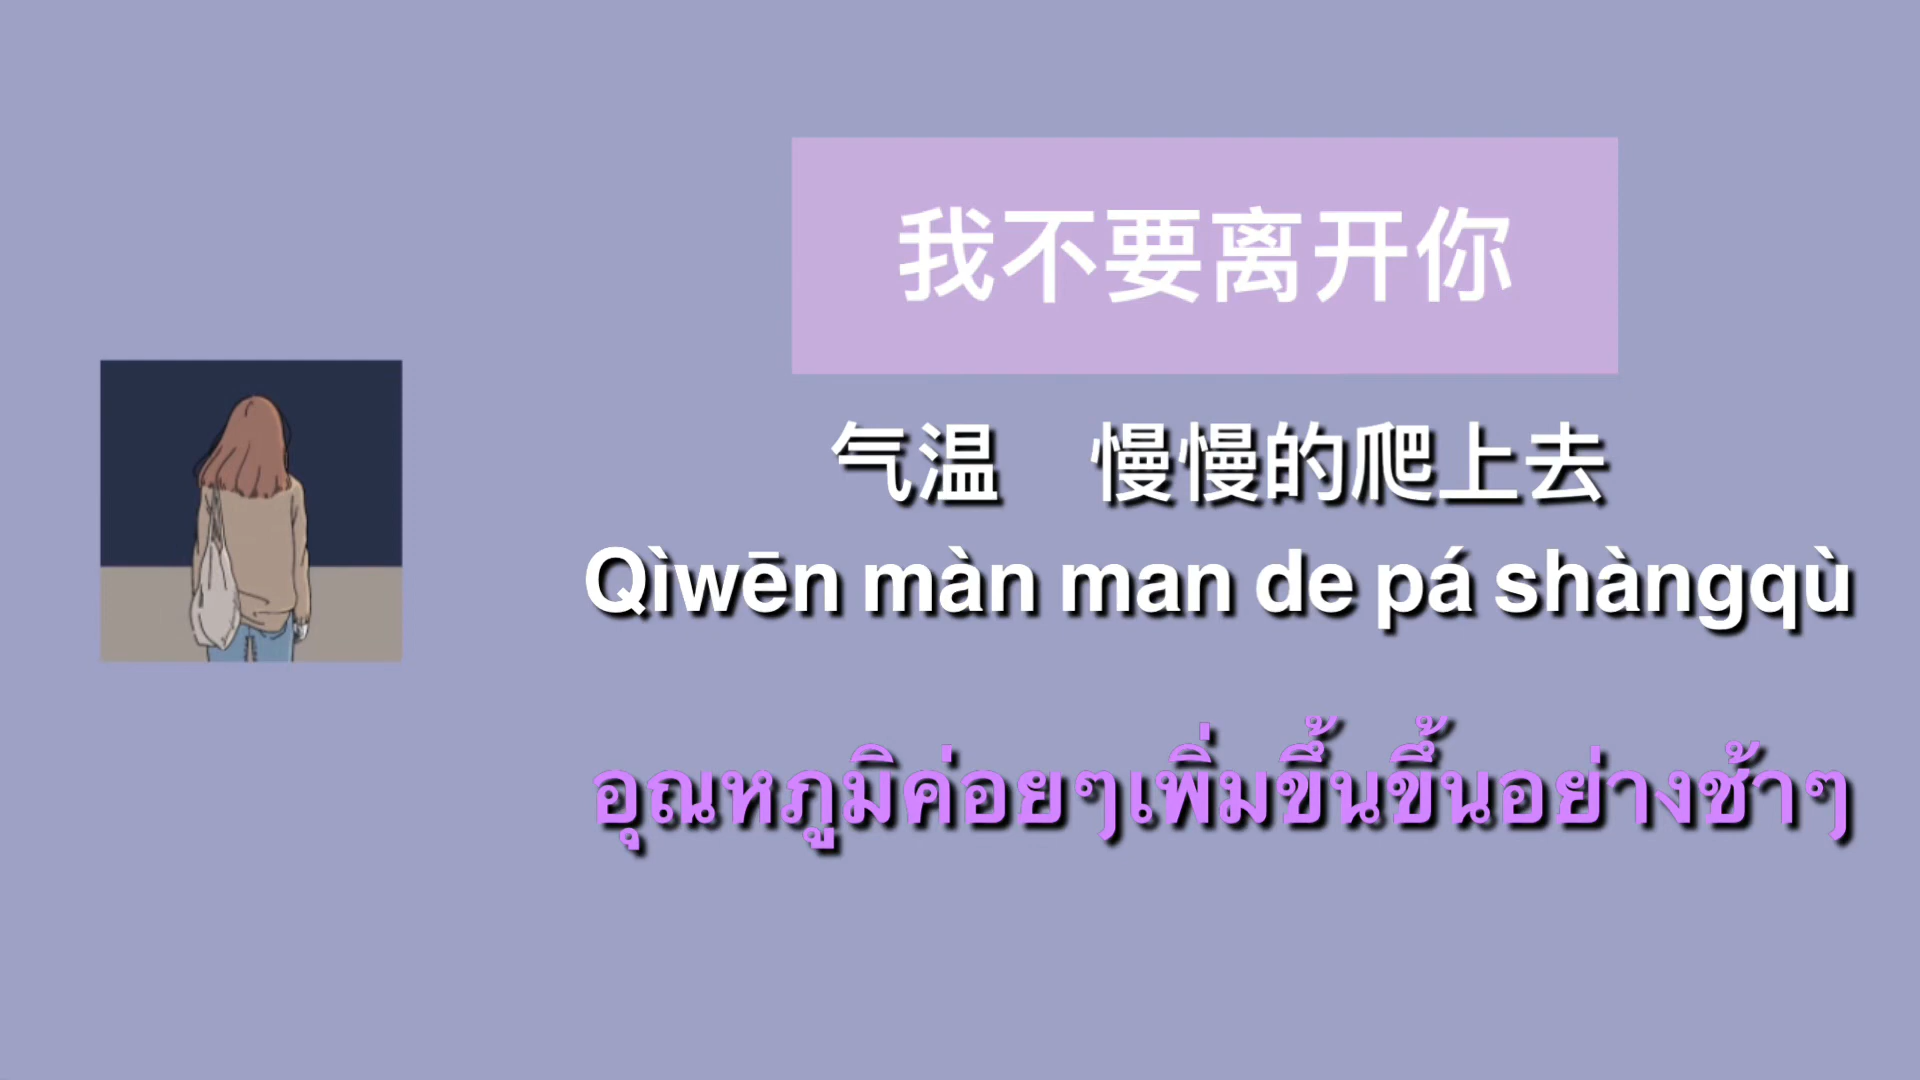 我不要离开你
气温　慢慢的爬上去
Qìwēn màn man de pá shàngqù
อุณหภูมิค่อยๆเพิ่มขึ้นขึ้นอย่างช้าๆ